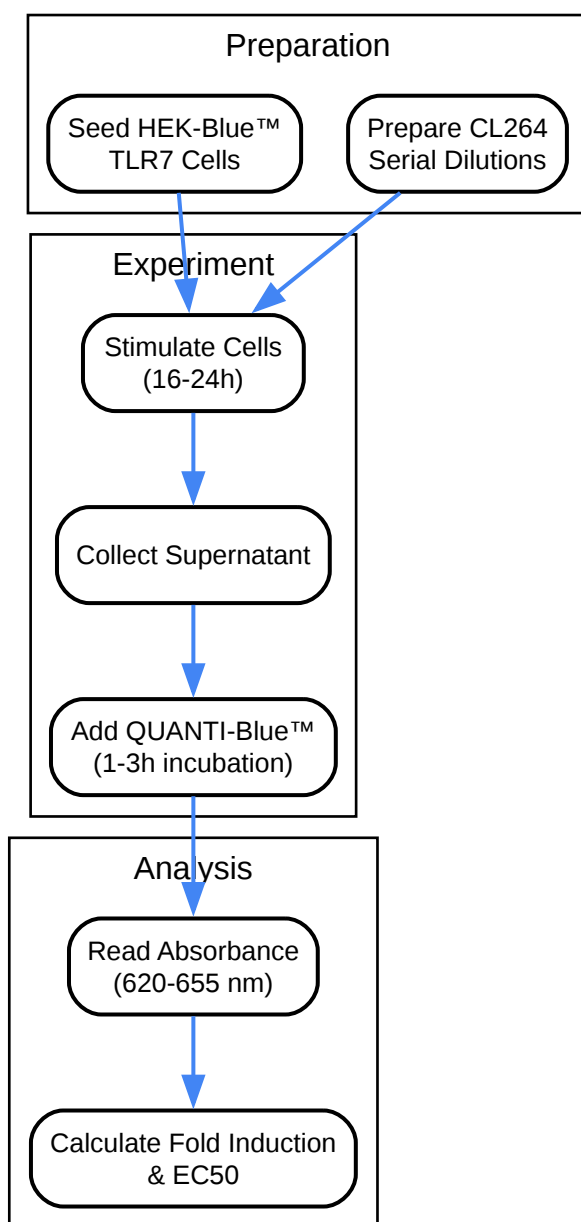 Preparation
Seed HEK-Blue™
TLR7 Cells
Prepare CL264
Serial Dilutions
Experiment
Stimulate Cells
(16-24h)
Collect Supernatant
Add QUANTI-Blue™
(1-3h incubation)
Analysis
Read Absorbance
(620-655 nm)
Calculate Fold Induction
& EC50